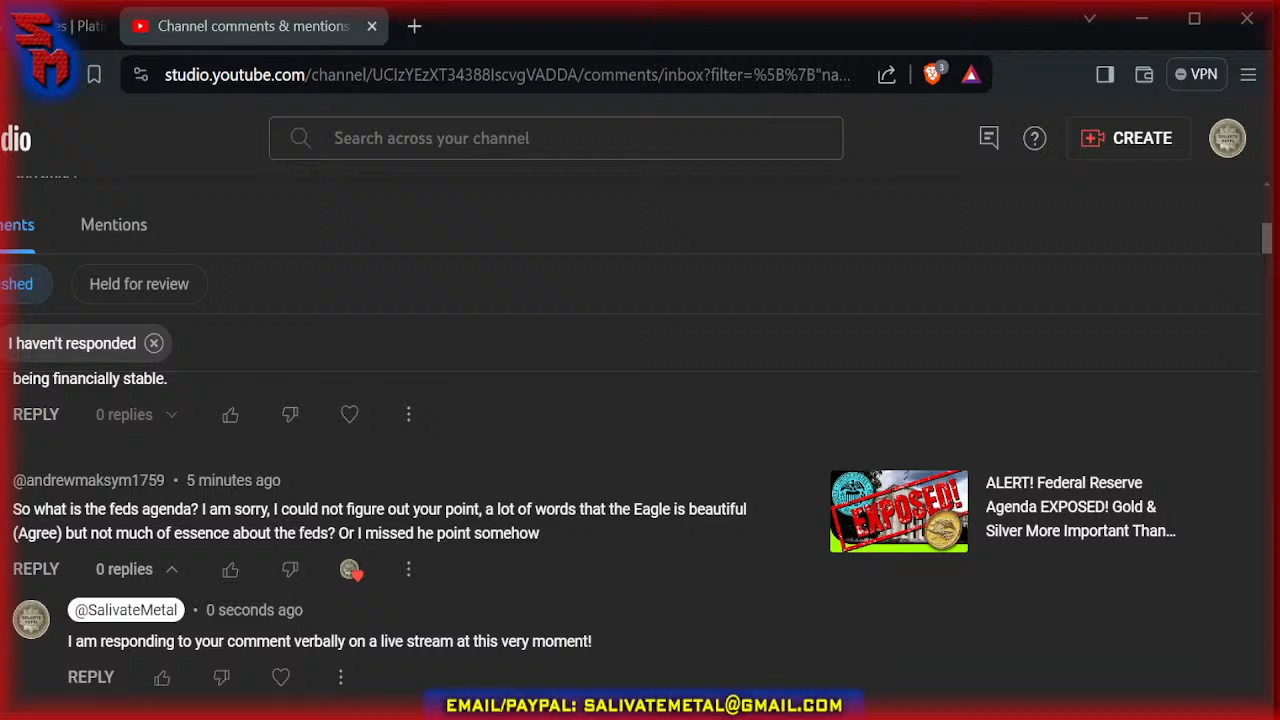 SM
es | Plati
Channel comments & mentions
studio.youtube.com/channel/UCIzYEzXT34388IscvgVADDA/comments/inbox?filter=%5B%7B"na...
3
VPN
dio
Search across your channel
CREATE
ments
Mentions
shed
Held for review
I haven't responded
being financially stable.
REPLY 0 replies
@andrewmaksym1759 • 5 minutes ago
So what is the feds agenda? I am sorry, I could not figure out your point, a lot of words that the Eagle is beautiful
(Agree) but not much of essence about the feds? Or I missed he point somehow
REPLY 0 replies
EXPOSED!
ALERT! Federal Reserve
Agenda EXPOSED! Gold &
Silver More Important Than...
@SalivateMetal • 0 seconds ago
I am responding to your comment verbally on a live stream at this very moment!
REPLY
EMAIL/PAYPAL: SALIVATEMETAL@GMAIL.COM